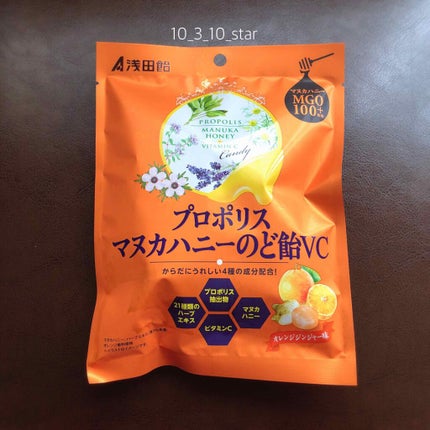 10_3_10_star
浅田飴
マヌカハニー
MGO
100+
PROPOLIS
MANUKA
HONEY
VITAMIN C
Candy
プロポリス
マヌカハニーのど飴VC
からだにうれしい4種の成分配合!
プロポリス
抽出物
21種類の
ハーブ
エキス
マヌカ
ハニー
ビタミンC
オレンジジンジャー味